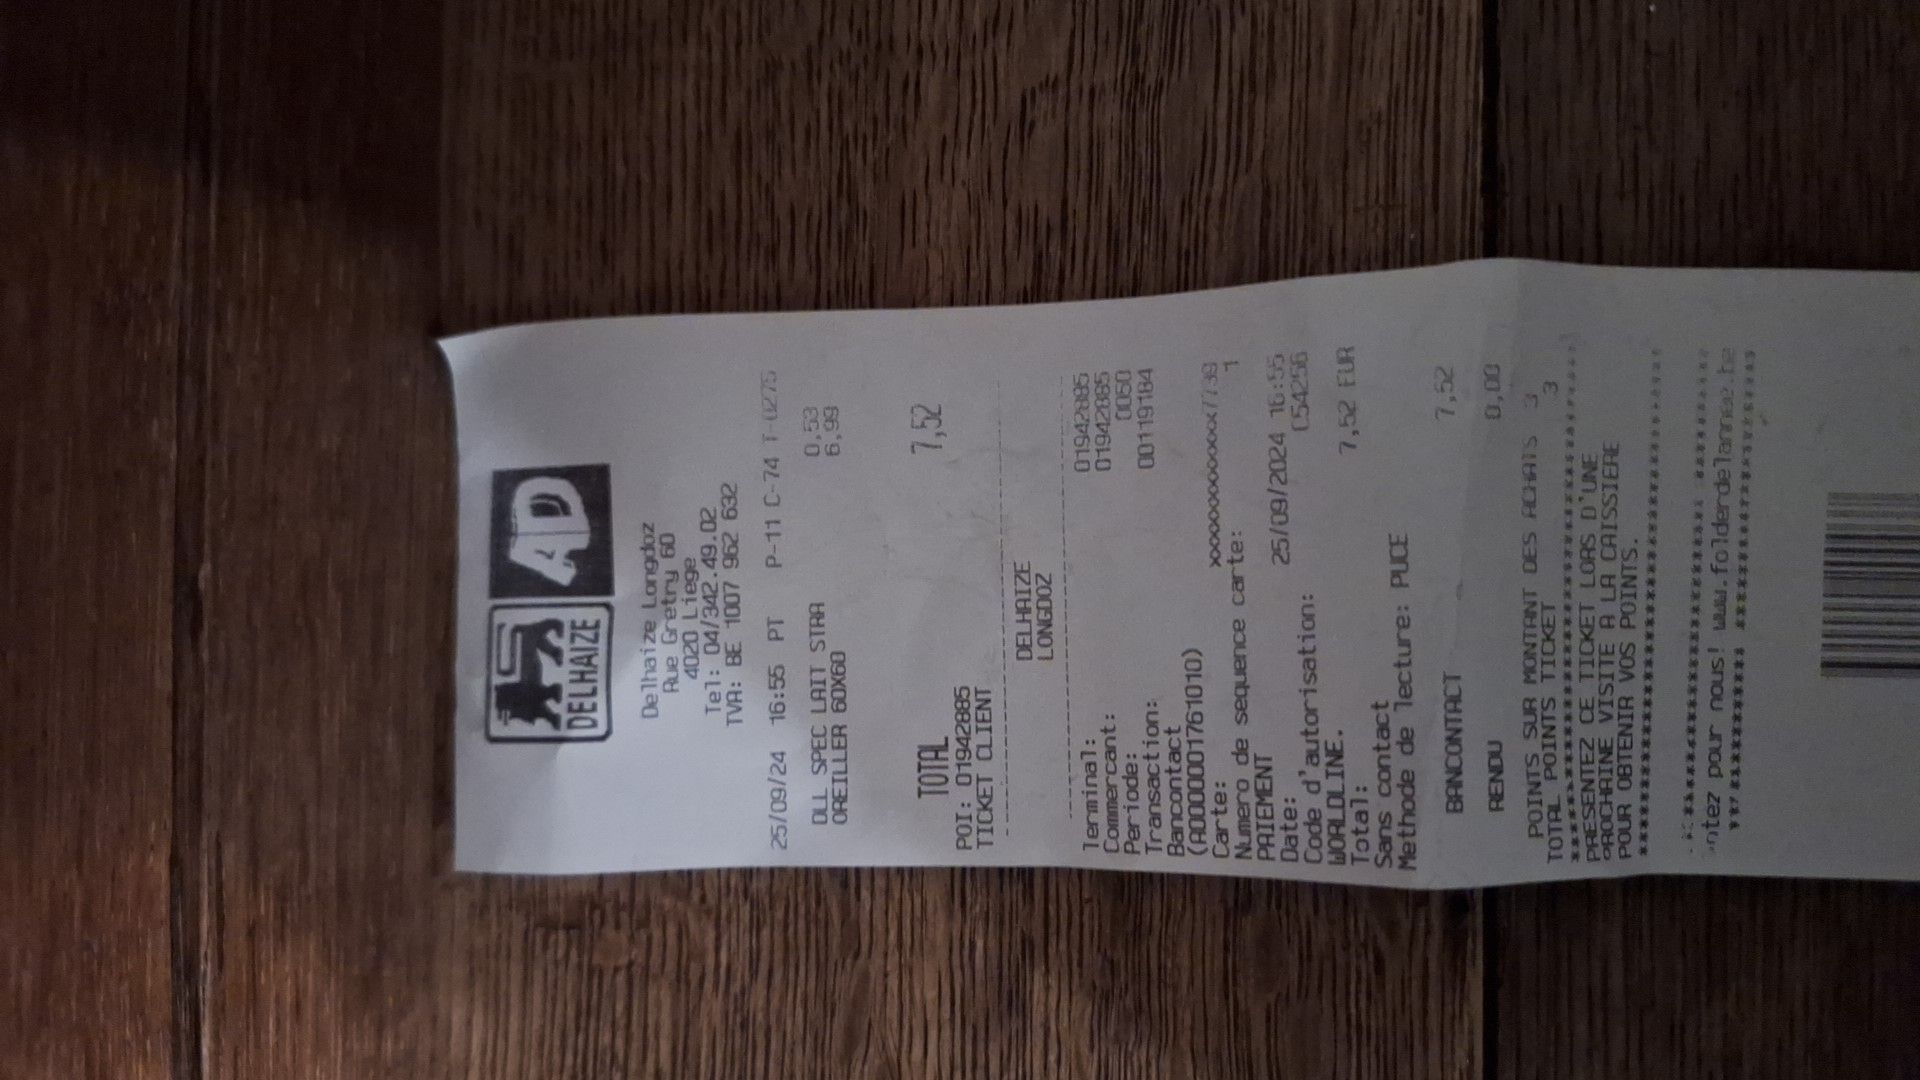 DELHAIZE AD
Delhaize Longdoz
Rue Gretry 60
4020 Liege
Tel: 04/342.49.02
TVA: BE 1007 962 632
25/09/24 16:55 PT P-11 C-74 T-0275
DLL SPEC LAIT STRA 0,53
OREILLER 60X60 6,99
TOTAL 7,52
POI: 01942885
TICKET CLIENT
DELHAIZE
LONGDOZ
Terminal: 01942885
Commercant: 01942885
Periode: 0060
Transaction: 00119184
Bancontact
(A0000001761010)
Carte:
Numero de sequence carte: 1
PAIEMENT
Date: 25/09/2024 16:55
Code d'autorisation:
WORLDLINE.
Total: 7,52 EUR
Sans contact
Methode de lecture: PUCE
BANCONTACT 7,52
RENDU 0,00
POINTS SUR MONTANT DES ACHATS 3
TOTAL POINTS TICKET 3
PRESENTEZ CE TICKET LORS D'UNE
PROCHAINE VISITE A LA CAISSIERE
POUR OBTENIR VOS POINTS.
pour nous! www.folderdelannee.be